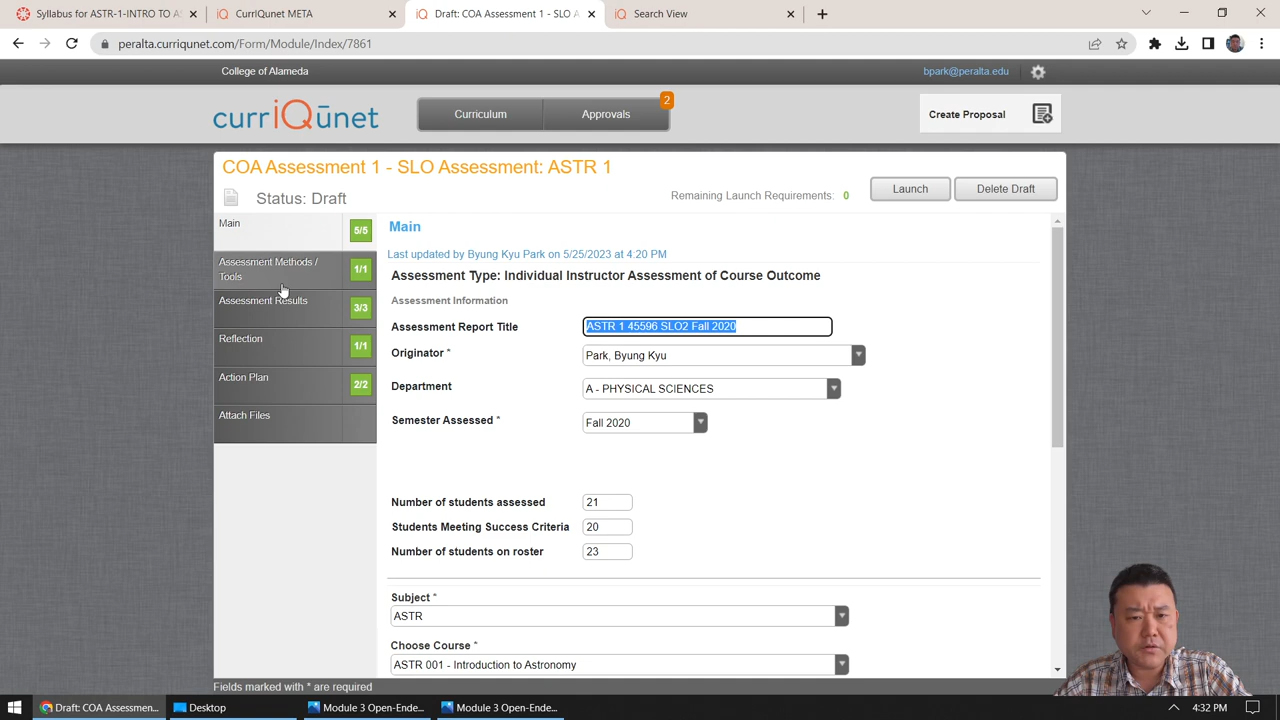 Syllabus for ASTR-1-INTRO TO AS
CurrIQunet META
Draft: COA Assessment 1 - SLO A
Search View
peralta.curriqunet.com/Form/Module/Index/7861
College of Alameda
bpark@peralta.edu
currIQūnet
Curriculum
Approvals
2
Create Proposal
COA Assessment 1 - SLO Assessment: ASTR 1
Status: Draft
Remaining Launch Requirements: 0
Launch
Delete Draft
Main
5/5
Assessment Methods /
Tools
1/1
Assessment Results
3/3
Reflection
1/1
Action Plan
2/2
Attach Files
Main
Last updated by Byung Kyu Park on 5/25/2023 at 4:20 PM
Assessment Type: Individual Instructor Assessment of Course Outcome
Assessment Information
Assessment Report Title
ASTR 1 45596 SLO2 Fall 2020
Originator *
Park, Byung Kyu
Department
A - PHYSICAL SCIENCES
Semester Assessed *
Fall 2020
Number of students assessed
21
Students Meeting Success Criteria
20
Number of students on roster
23
Subject *
ASTR
Choose Course *
ASTR 001 - Introduction to Astronomy
Fields marked with * are required
Draft: COA Assessmen...
Desktop
Module 3 Open-Ende...
Module 3 Open-Ende...
4:32 PM